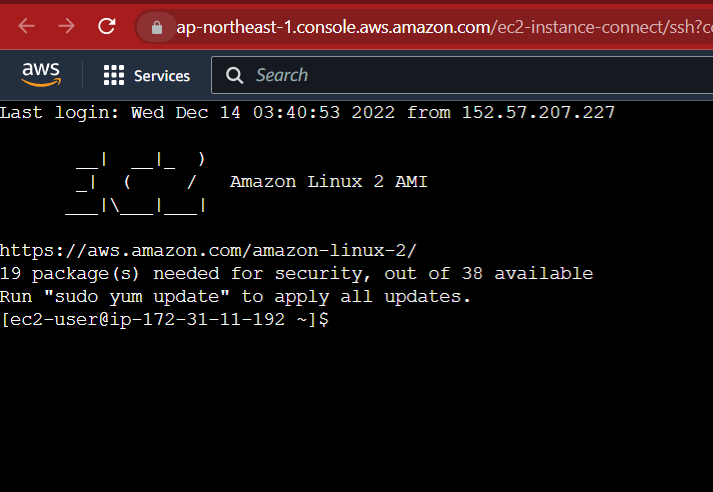 ap-northeast-1.console.aws.amazon.com/ec2-instance-connect/ssh?c
aws Services Search
Last login: Wed Dec 14 03:40:53 2022 from 152.57.207.227
__|  __|_  )
_|  (     /   Amazon Linux 2 AMI
___|\___|___|
https://aws.amazon.com/amazon-linux-2/
19 package(s) needed for security, out of 38 available
Run "sudo yum update" to apply all updates.
[ec2-user@ip-172-31-11-192 ~]$